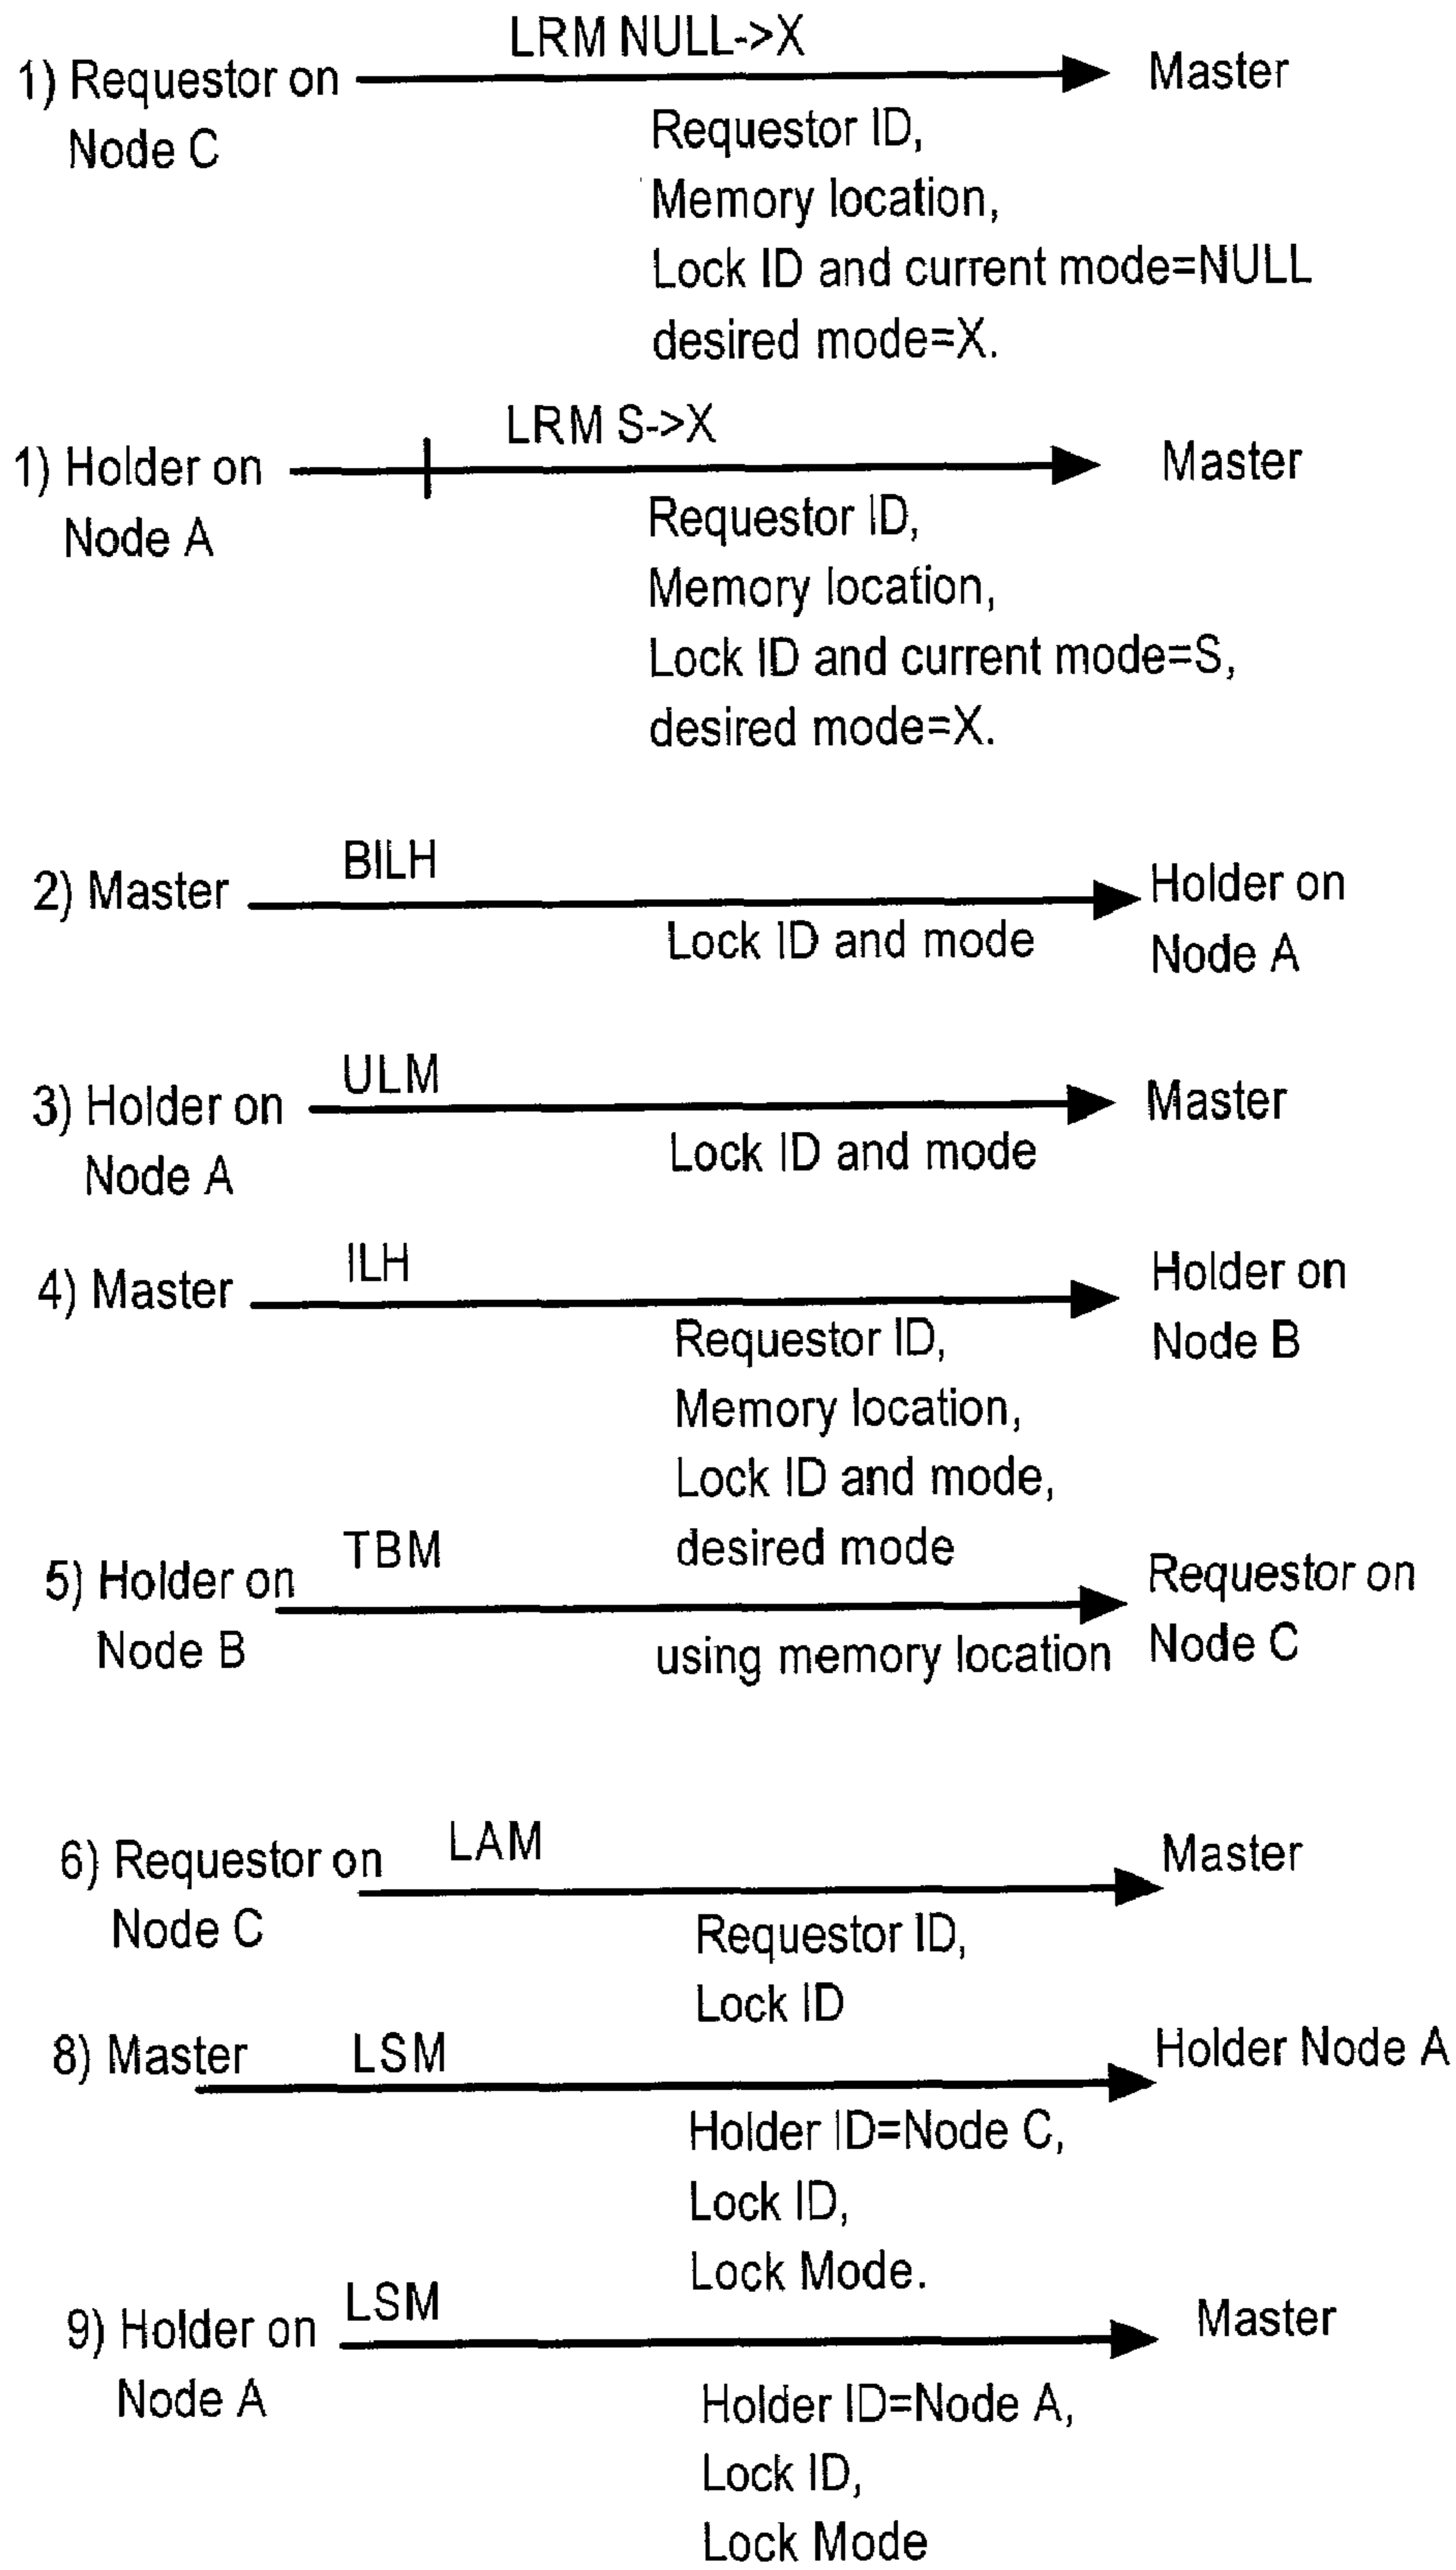 LRM NULL->X
1) Requestor on
Node C
Master
Requestor ID,
Memory location,
Lock ID and current mode=NULL
desired mode=X.
LRM S->X
1) Holder on
Node A
Master
Requestor ID,
Memory location,
Lock ID and current mode=S,
desired mode=X.
BILH
2) Master
Holder on
Node A
Lock ID and mode
ULM
3) Holder on
Node A
Master
Lock ID and mode
ILH
4) Master
Holder on
Node B
Requestor ID,
Memory location,
Lock ID and mode,
desired mode
TBM
5) Holder on
Node B
Requestor on
Node C
using memory location
LAM
6) Requestor on
Node C
Master
Requestor ID,
Lock ID
8) Master
LSM
Holder Node A
Holder ID=Node C,
Lock ID,
Lock Mode.
LSM
9) Holder on
Node A
Master
Holder ID=Node A,
Lock ID,
Lock Mode